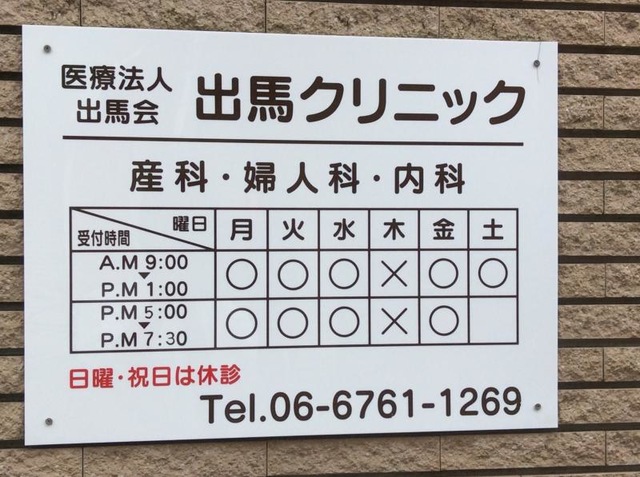 医療法人
出馬会
出馬クリニック
産科・婦人科・内科
曜日
受付時間
月 火 水 木 金 土
A.M 9:00
▼
P.M 1:00
○ ○ ○ × ○ ○
P.M 5:00
▼
P.M 7:30
○ ○ ○ × ○
日曜・祝日は休診
Tel.06-6761-1269